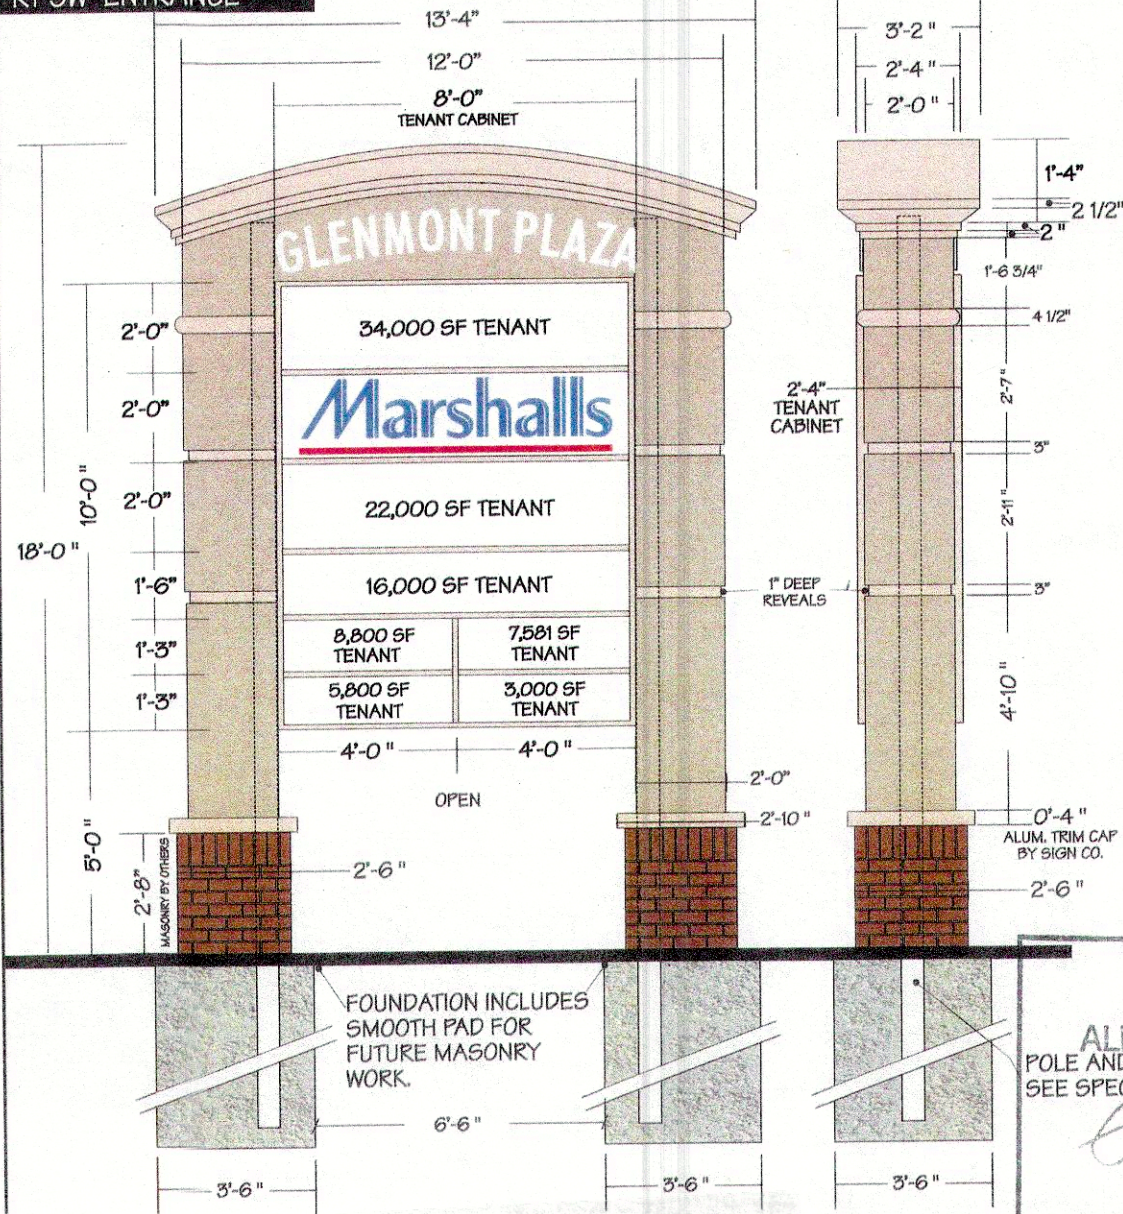 ENTRANCE
13'-4"
12'-0"
8'-0"
TENANT CABINET
3'-2"
2'-4"
2'-0"
GLENMONT PLAZA
34,000 SF TENANT
Marshalls
22,000 SF TENANT
16,000 SF TENANT
8,800 SF
TENANT
7,581 SF
TENANT
5,800 SF
TENANT
3,000 SF
TENANT
2'-0"
2'-0"
2'-0"
1'-6"
1'-3"
1'-3"
10'-0"
18'-0"
5'-0"
2'-8"
MASONRY BY OTHERS
4'-0"
4'-0"
OPEN
2'-0"
2'-10"
2'-6"
1'-4"
2 1/2"
2"
1'-6 3/4"
4 1/2"
2'-7"
2'-4"
TENANT
CABINET
3"
2'-11"
1" DEEP
REVEALS
3"
4'-10"
0'-4"
ALUM. TRIM CAP
BY SIGN CO.
2'-6"
FOUNDATION INCLUDES
SMOOTH PAD FOR
FUTURE MASONRY
WORK.
6'-6"
3'-6"
3'-6"
3'-6"
POLE AND
SEE